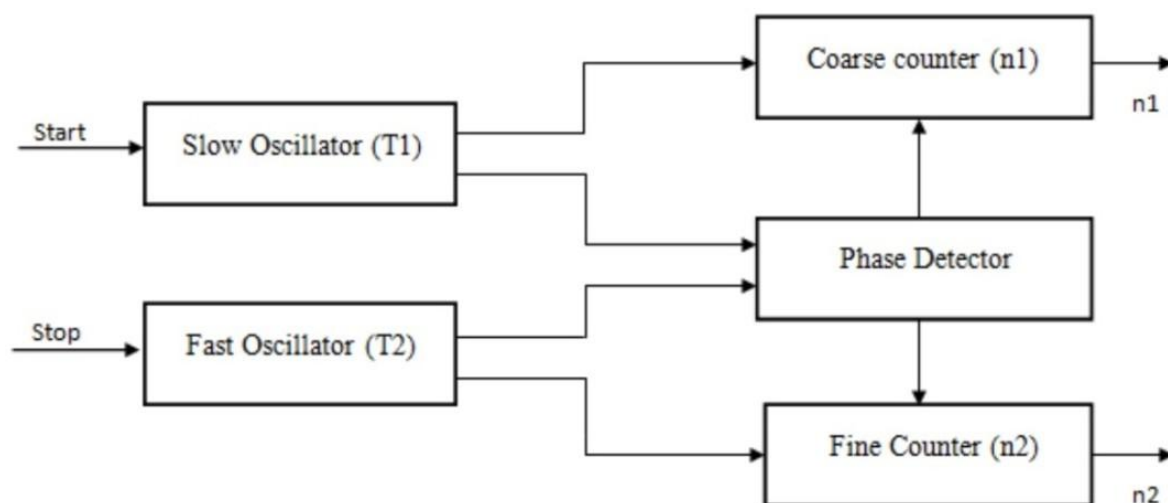 Coarse counter (n1)
n1
Start
Slow Oscillator (T1)
Phase Detector
Stop
Fast Oscillator (T2)
Fine Counter (n2)
n2